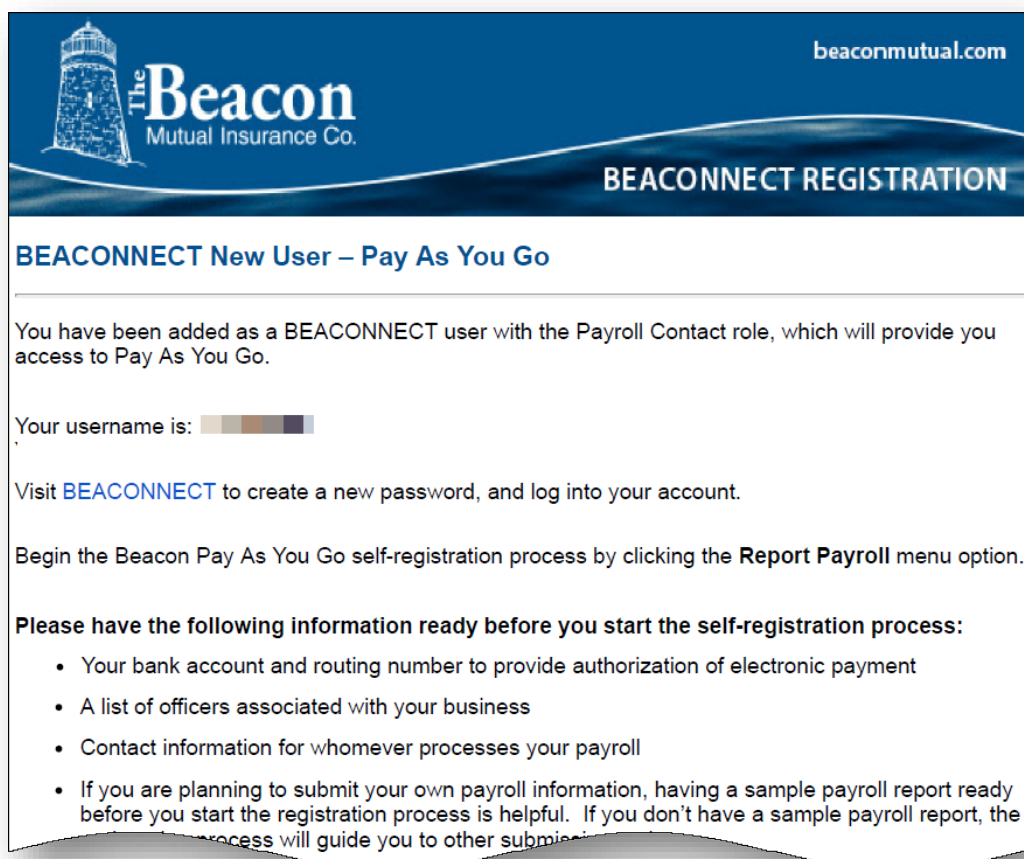 beaconmutual.com
The
Beacon
Mutual Insurance Co.
BEACONNECT REGISTRATION
BEACONNECT New User – Pay As You Go
You have been added as a BEACONNECT user with the Payroll Contact role, which will provide you
access to Pay As You Go.
Your username is:
Visit BEACONNECT to create a new password, and log into your account.
Begin the Beacon Pay As You Go self-registration process by clicking the Report Payroll menu option.
Please have the following information ready before you start the self-registration process:
• Your bank account and routing number to provide authorization of electronic payment
• A list of officers associated with your business
• Contact information for whomever processes your payroll
• If you are planning to submit your own payroll information, having a sample payroll report ready
before you start the registration process is helpful.  If you don’t have a sample payroll report, the
process will guide you to other